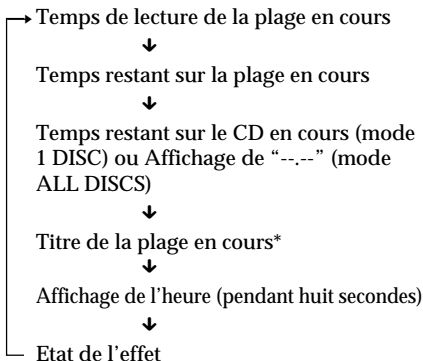 Temps de lecture de la plage en cours
Temps restant sur la plage en cours
Temps restant sur le CD en cours (mode
1 DISC) ou Affichage de “--.--” (mode
ALL DISCS)
Titre de la plage en cours*
Affichage de l’heure (pendant huit secondes)
Etat de l’effet